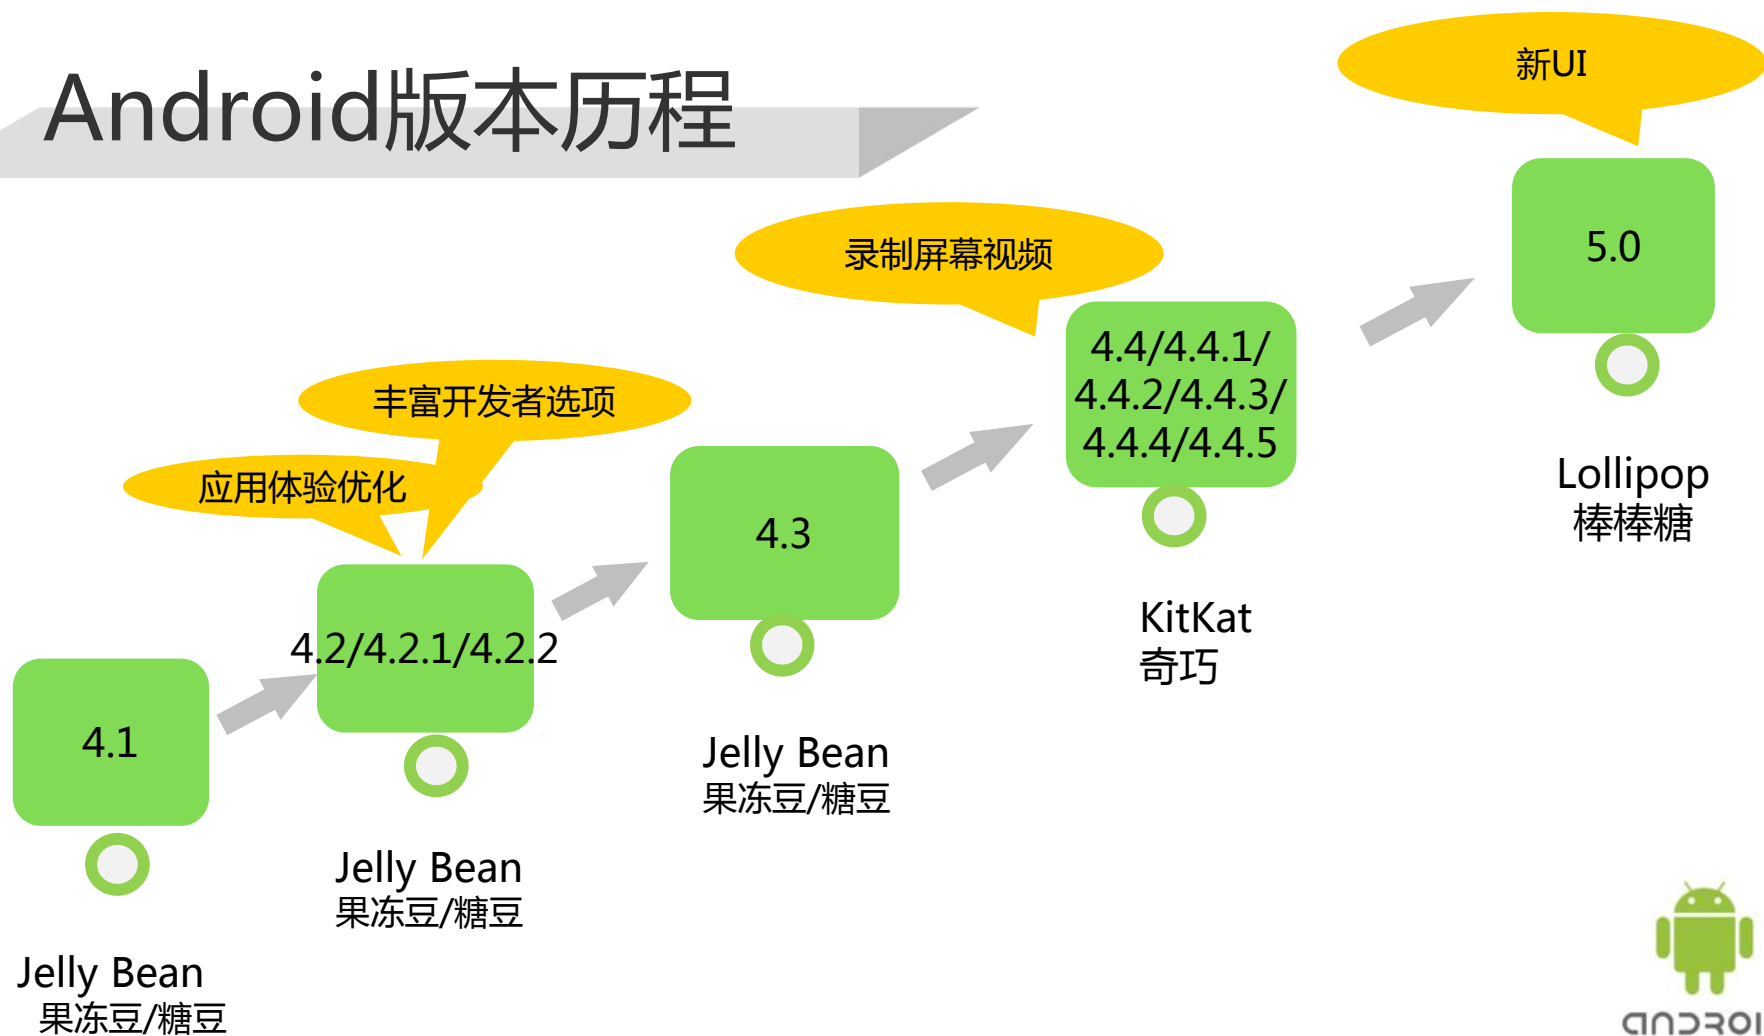 Android版本历程
新UI
5.0
Lollipop
棒棒糖
录制屏幕视频
4.4/4.4.1/
4.4.2/4.4.3/
4.4.4/4.4.5
KitKat
奇巧
4.3
Jelly Bean
果冻豆/糖豆
丰富开发者选项
应用体验优化
4.2/4.2.1/4.2.2
Jelly Bean
果冻豆/糖豆
4.1
Jelly Bean
果冻豆/糖豆
ANDROI